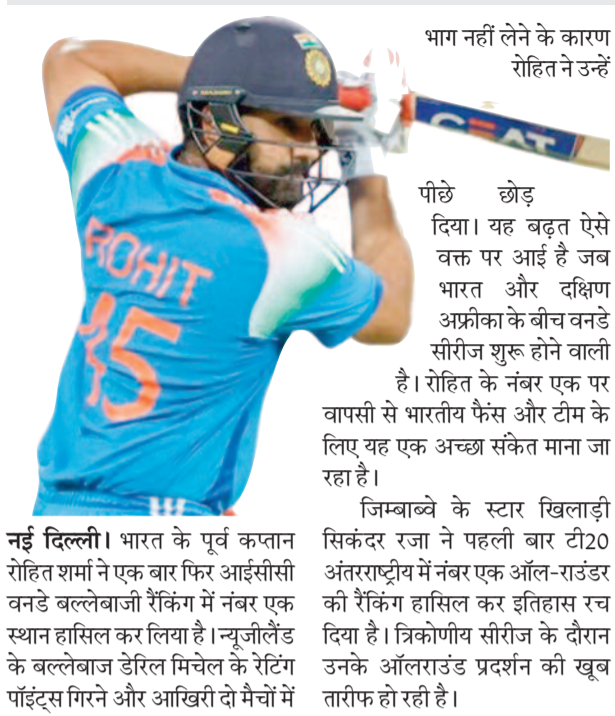 ROHIT
45
CEAT
नई दिल्ली। भारत के पूर्व कप्तान
रोहित शर्मा ने एक बार फिर आईसीसी
वनडे बल्लेबाजी रैंकिंग में नंबर एक
स्थान हासिल कर लिया है। न्यूजीलैंड
के बल्लेबाज डेरिल मिचेल के रेटिंग
पॉइंट्स गिरने और आखिरी दो मैचों में
भाग नहीं लेने के कारण
रोहित ने उन्हें
पीछे छोड़
दिया। यह बढ़त ऐसे
वक्त पर आई है जब
भारत और दक्षिण
अफ्रीका के बीच वनडे
सीरीज शुरू होने वाली
है। रोहित के नंबर एक पर
वापसी से भारतीय फैंस और टीम के
लिए यह एक अच्छा संकेत माना जा
रहा है।
जिम्बाब्वे के स्टार खिलाड़ी
सिकंदर रजा ने पहली बार टी20
अंतरराष्ट्रीय में नंबर एक ऑल-राउंडर
की रैंकिंग हासिल कर इतिहास रच
दिया है। त्रिकोणीय सीरीज के दौरान
उनके ऑलराउंड प्रदर्शन की खूब
तारीफ हो रही है।